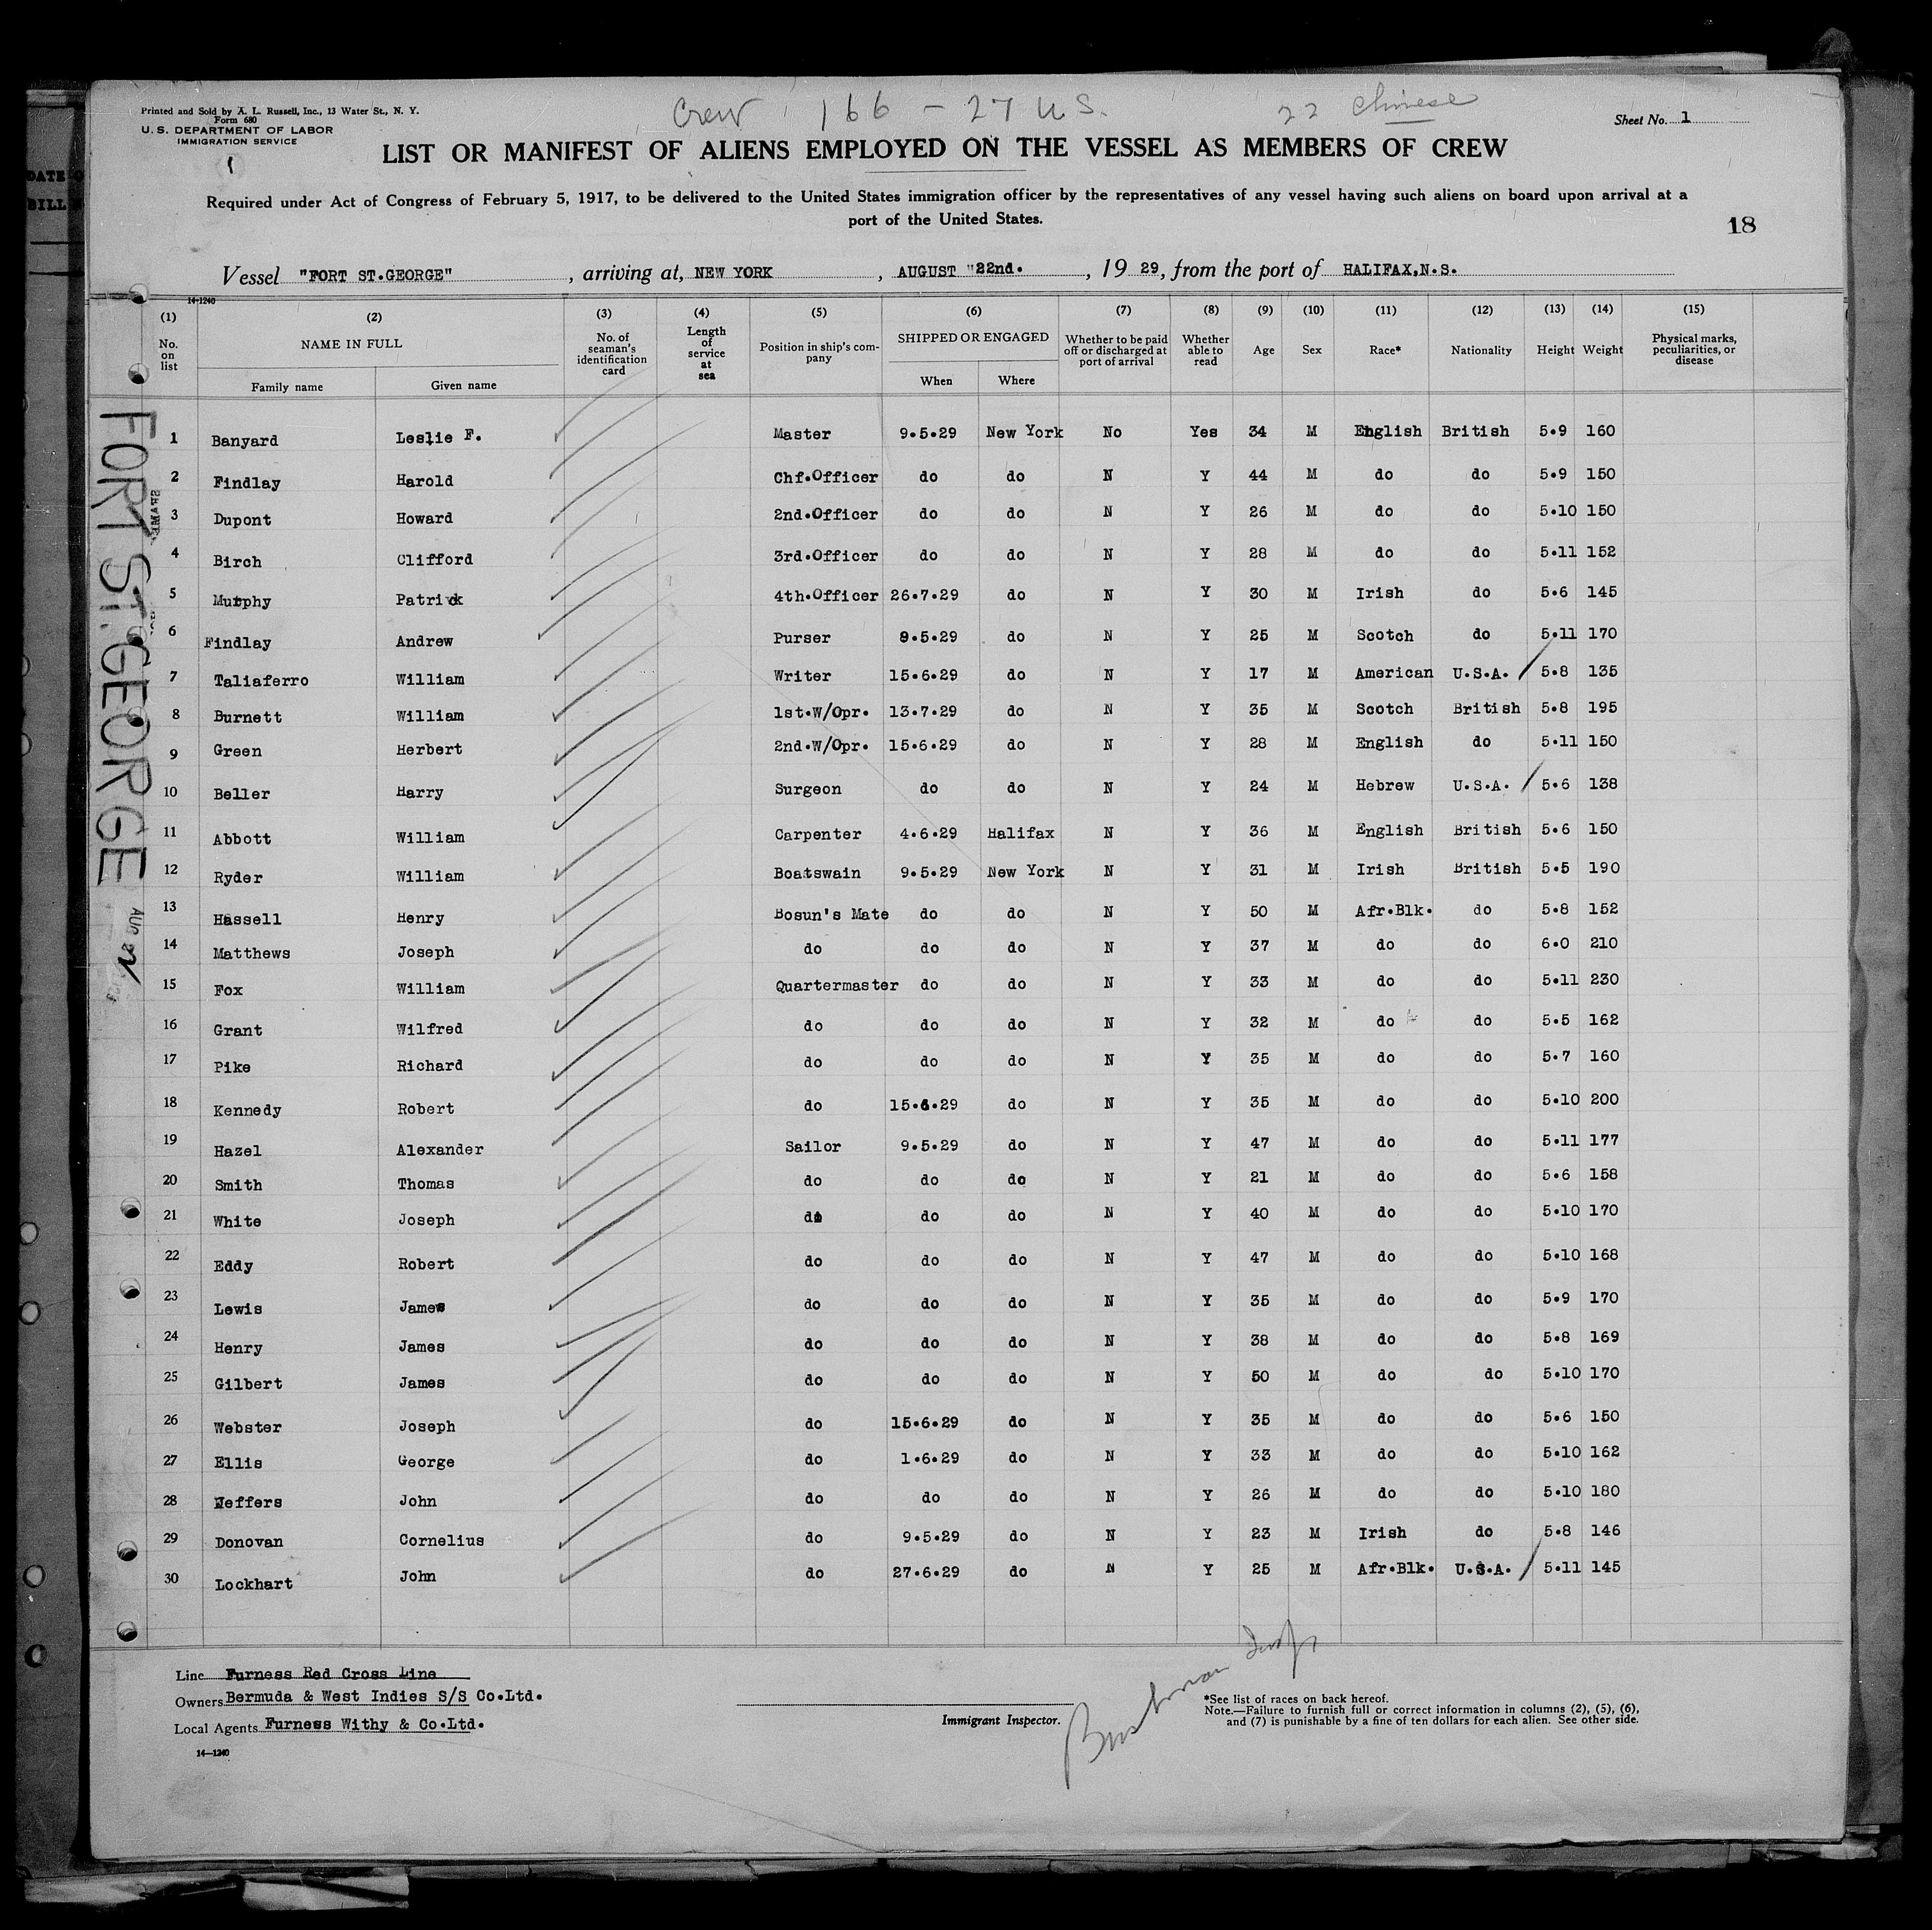 Printed and Sold by A. L. Russell, Inc., 13 Water St., N. Y.
Form 680
U. S. DEPARTMENT OF LABOR
IMMIGRATION SERVICE
1
Crew 166 - 27 U.S. 22 Chinese
Sheet No. 1
LIST OR MANIFEST OF ALIENS EMPLOYED ON THE VESSEL AS MEMBERS OF CREW
Required under Act of Congress of February 5, 1917, to be delivered to the United States immigration officer by the representatives of any vessel having such aliens on board upon arrival at a
port of the United States.
18
Vessel "FORT ST.GEORGE", arriving at, NEW YORK, AUGUST "22nd., 19 29, from the port of HALIFAX,N.S.
14-1240
(1) (2) (3) (4) (5) (6) (7) (8) (9) (10) (11) (12) (13) (14) (15)
No. on list NAME IN FULL No. of seaman's identification card Length of service at sea Position in ship's company SHIPPED OR ENGAGED Whether to be paid off or discharged at port of arrival Whether able to read Age Sex Race* Nationality Height Weight Physical marks, peculiarities, or disease
Family name Given name When Where
1 Banyard Leslie F. Master 9.5.29 New York No Yes 34 M English British 5.9 160
2 Findlay Harold Chf.Officer do do N Y 44 M do do 5.9 150
3 Dupont Howard 2nd.Officer do do N Y 26 M do do 5.10 150
4 Birch Clifford 3rd.Officer do do N Y 28 M do do 5.11 152
5 Murphy Patrick 4th.Officer 26.7.29 do N Y 30 M Irish do 5.6 145
6 Findlay Andrew Purser 9.5.29 do N Y 25 M Scotch do 5.11 170
7 Taliaferro William Writer 15.6.29 do N Y 17 M American U.S.A. 5.8 135
8 Burnett William 1st.W/Opr. 13.7.29 do N Y 35 M Scotch British 5.8 195
9 Green Herbert 2nd.W/Opr. 15.6.29 do N Y 28 M English do 5.11 150
10 Beller Harry Surgeon do do N Y 24 M Hebrew U.S.A. 5.6 138
11 Abbott William Carpenter 4.6.29 Halifax N Y 36 M English British 5.6 150
12 Ryder William Boatswain 9.5.29 New York N Y 31 M Irish British 5.5 190
13 Hassell Henry Bosun's Mate do do N Y 50 M Afr.Blk. do 5.8 152
14 Matthews Joseph do do do N Y 37 M do do 6.0 210
15 Fox William Quartermaster do do N Y 33 M do do 5.11 230
16 Grant Wilfred do do do N Y 32 M do do 5.5 162
17 Pike Richard do do do N Y 35 M do do 5.7 160
18 Kennedy Robert do 15.6.29 do N Y 35 M do do 5.10 200
19 Hazel Alexander Sailor 9.5.29 do N Y 47 M do do 5.11 177
20 Smith Thomas do do do N Y 21 M do do 5.6 158
21 White Joseph do do do N Y 40 M do do 5.10 170
22 Eddy Robert do do do N Y 47 M do do 5.10 168
23 Lewis James do do do N Y 35 M do do 5.9 170
24 Henry James do do do N Y 38 M do do 5.8 169
25 Gilbert James do do do N Y 50 M do do 5.10 170
26 Webster Joseph do 15.6.29 do N Y 35 M do do 5.6 150
27 Ellis George do 1.6.29 do N Y 33 M do do 5.10 162
28 Jeffers John do do do N Y 26 M do do 5.10 180
29 Donovan Cornelius do 9.5.29 do N Y 23 M Irish do 5.8 146
30 Lockhart John do 27.6.29 do N Y 25 M Afr.Blk. U.S.A. 5.11 145
FORT ST. GEORGE
AUG 22
Line Furness Red Cross Line
Owners Bermuda & West Indies S/S Co.Ltd.
Local Agents Furness Withy & Co.Ltd.
14—1240
Immigrant Inspector.
*See list of races on back hereof.
Note.—Failure to furnish full or correct information in columns (2), (5), (6),
and (7) is punishable by a fine of ten dollars for each alien. See other side.
DATE O
BILL